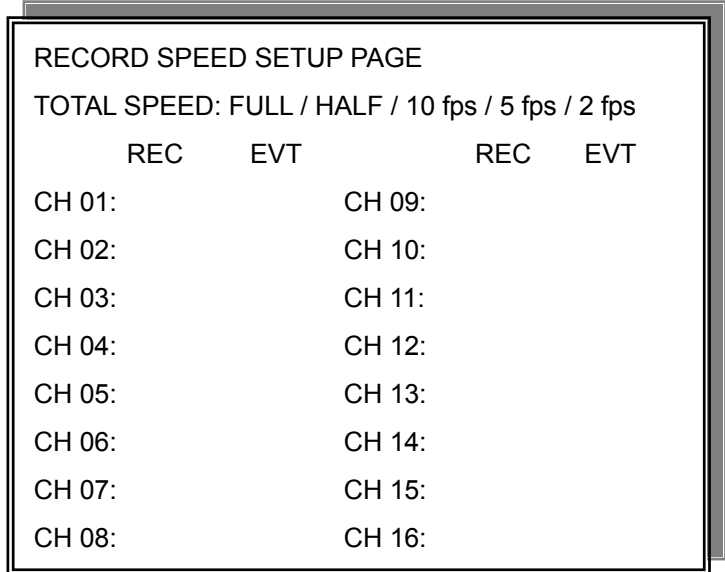 RECORD SPEED SETUP PAGE
TOTAL SPEED: FULL / HALF / 10 fps / 5 fps / 2 fps
REC EVT REC EVT
CH 01: CH 09:
CH 02: CH 10:
CH 03: CH 11:
CH 04: CH 12:
CH 05: CH 13:
CH 06: CH 14:
CH 07: CH 15:
CH 08: CH 16: